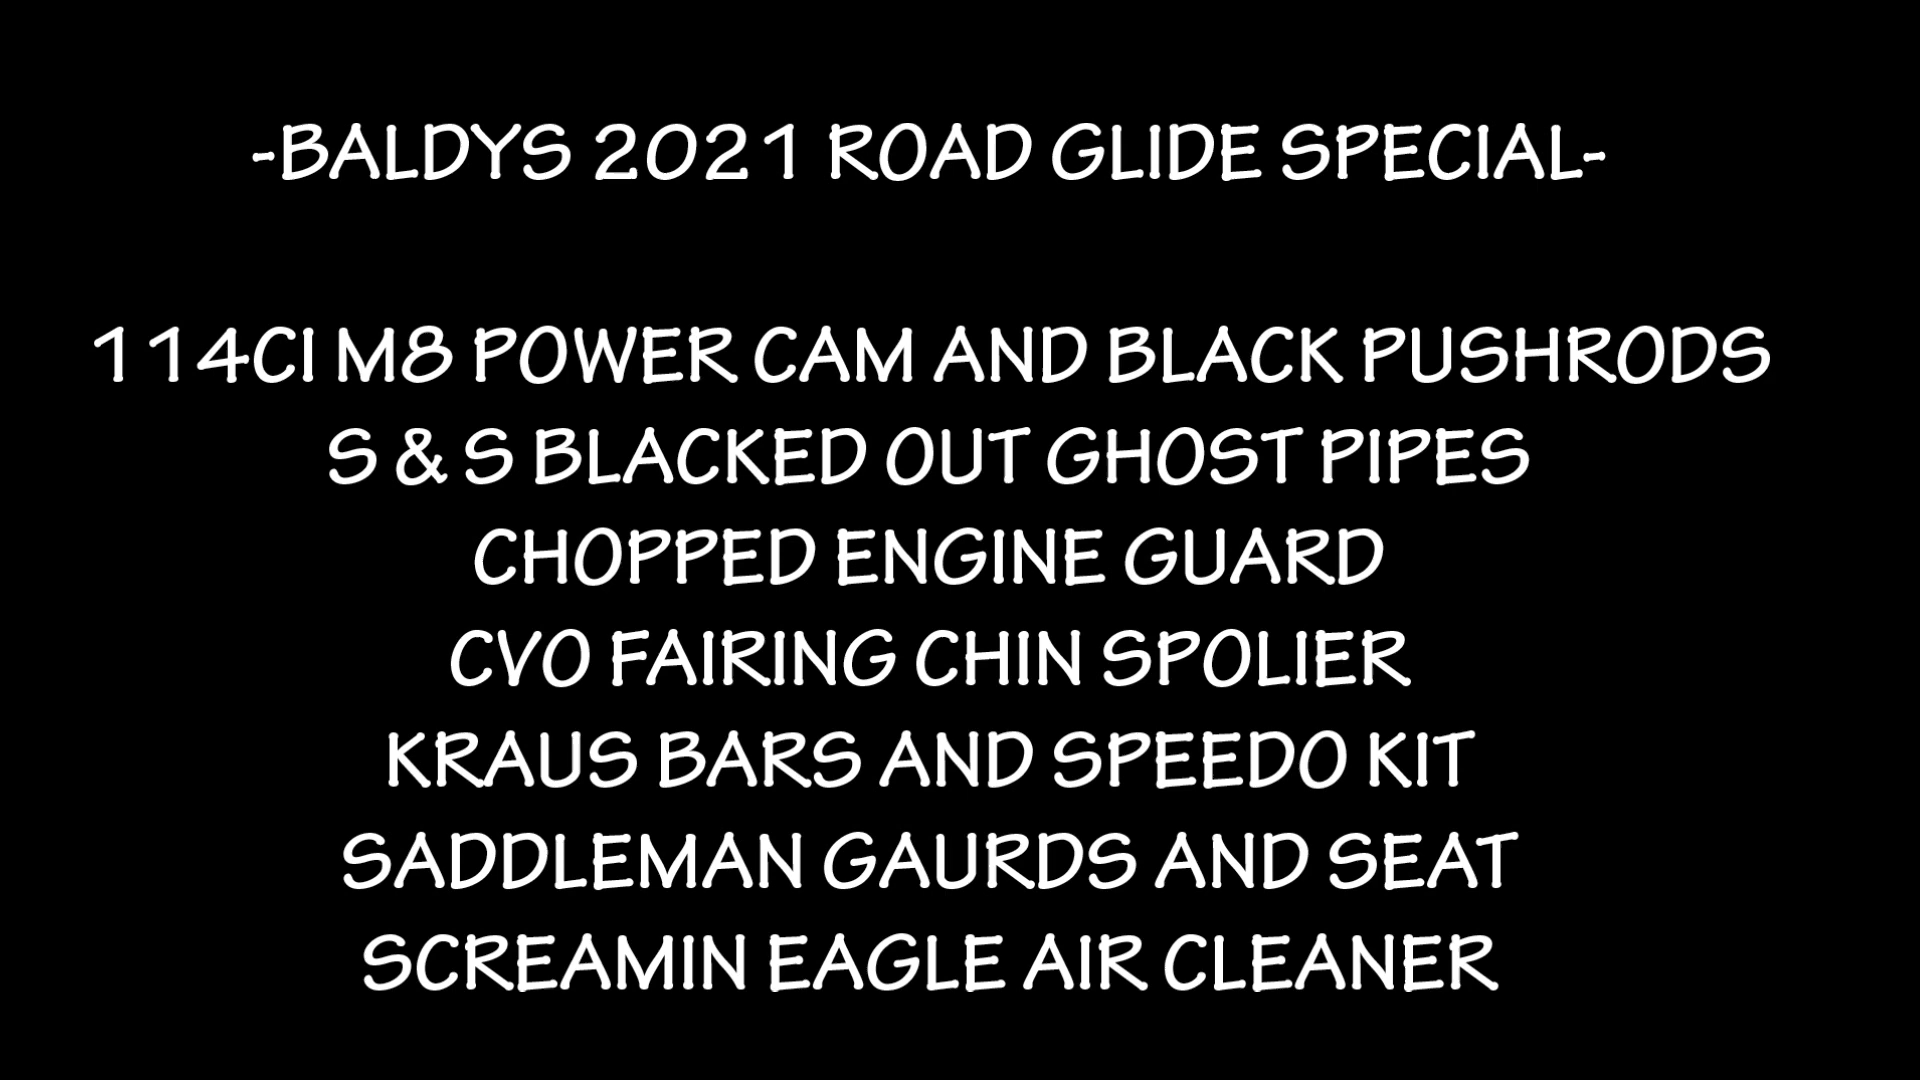 -BALDYS 2021 ROAD GLIDE SPECIAL-
114CI M8 POWER CAM AND BLACK PUSHRODS
S & S BLACKED OUT GHOST PIPES
CHOPPED ENGINE GUARD
CVO FAIRING CHIN SPOLIER
KRAUS BARS AND SPEEDO KIT
SADDLEMAN GAURDS AND SEAT
SCREAMIN EAGLE AIR CLEANER